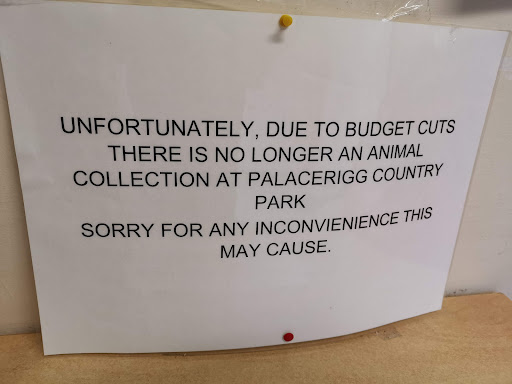 UNFORTUNATELY, DUE TO BUDGET CUTS
THERE IS NO LONGER AN ANIMAL
COLLECTION AT PALACERIGG COUNTRY
PARK
SORRY FOR ANY INCONVIENIENCE THIS
MAY CAUSE.